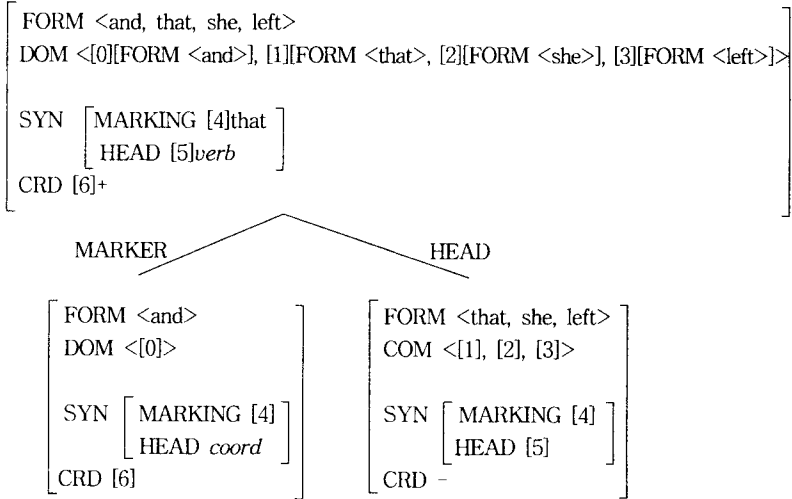 FORM <and, that, she, left>
DOM <[0][FORM <and>], [1][FORM <that>, [2][FORM <she>], [3][FORM <left>]>
SYN MARKING [4]that
HEAD [5]verb
CRD [6]+
MARKER HEAD
FORM <and> FORM <that, she, left>
DOM <[0]> COM <[1], [2], [3]>
SYN MARKING [4] SYN MARKING [4]
HEAD coord HEAD [5]
CRD [6] CRD -